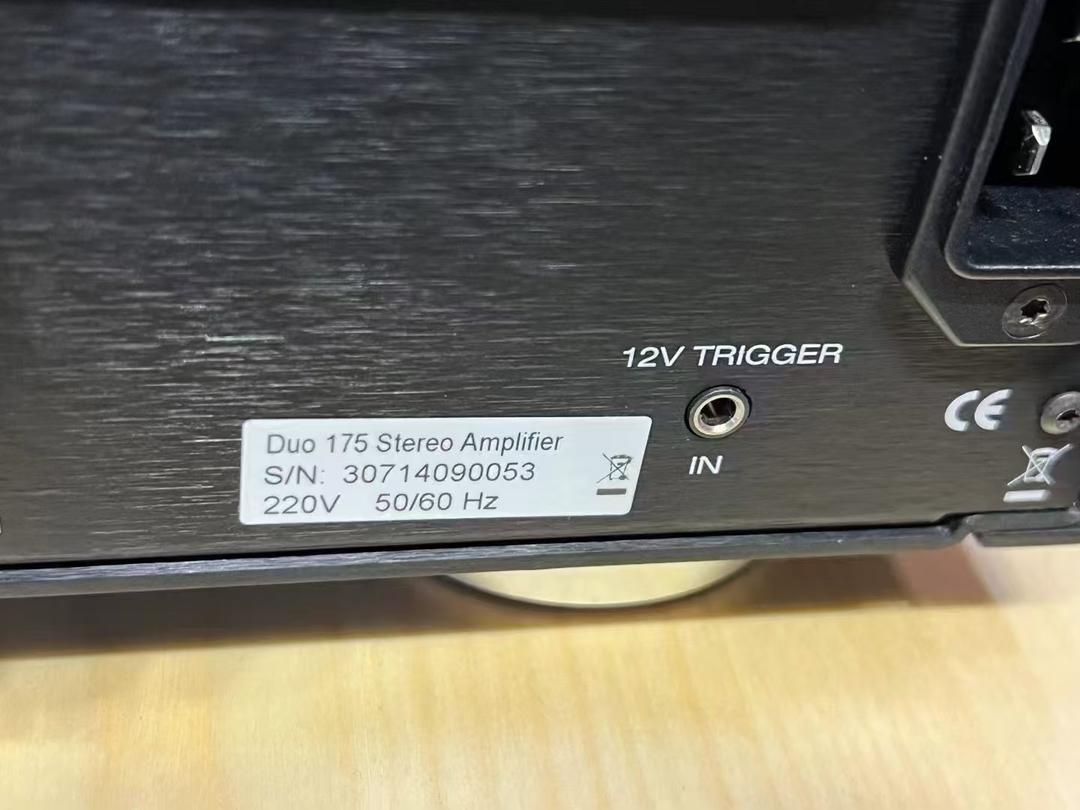 12V TRIGGER
IN
CE
Duo 175 Stereo Amplifier
S/N: 30714090053
220V 50/60 Hz